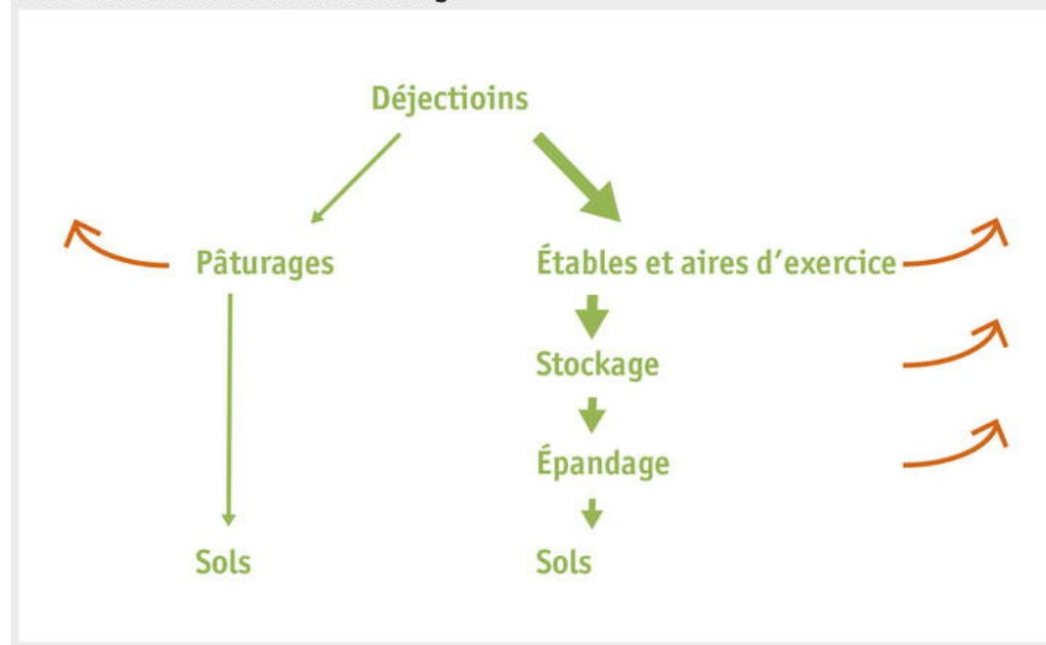 Déjectioins
Pâturages
Étables et aires d'exercice
Stockage
Épandage
Sols
Sols